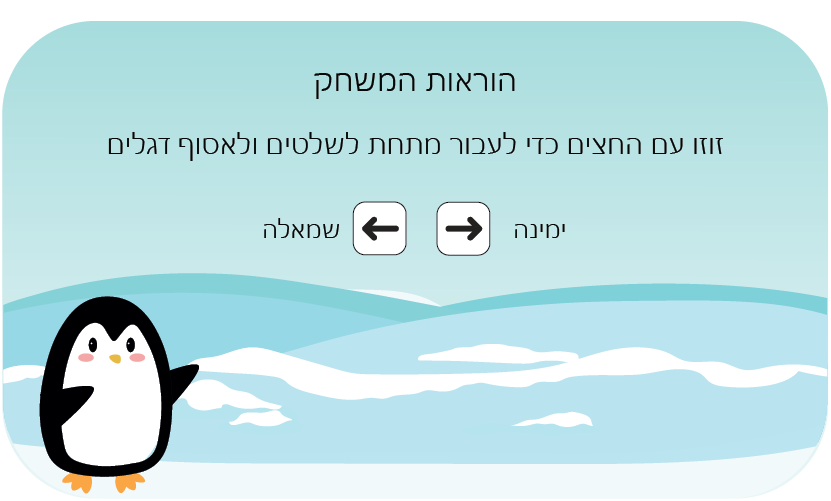 הוראות המשחק
זוזו עם החצים כדי לעבור מתחת לשלטים ולאסוף דגלים
ימינה → ← שמאלה